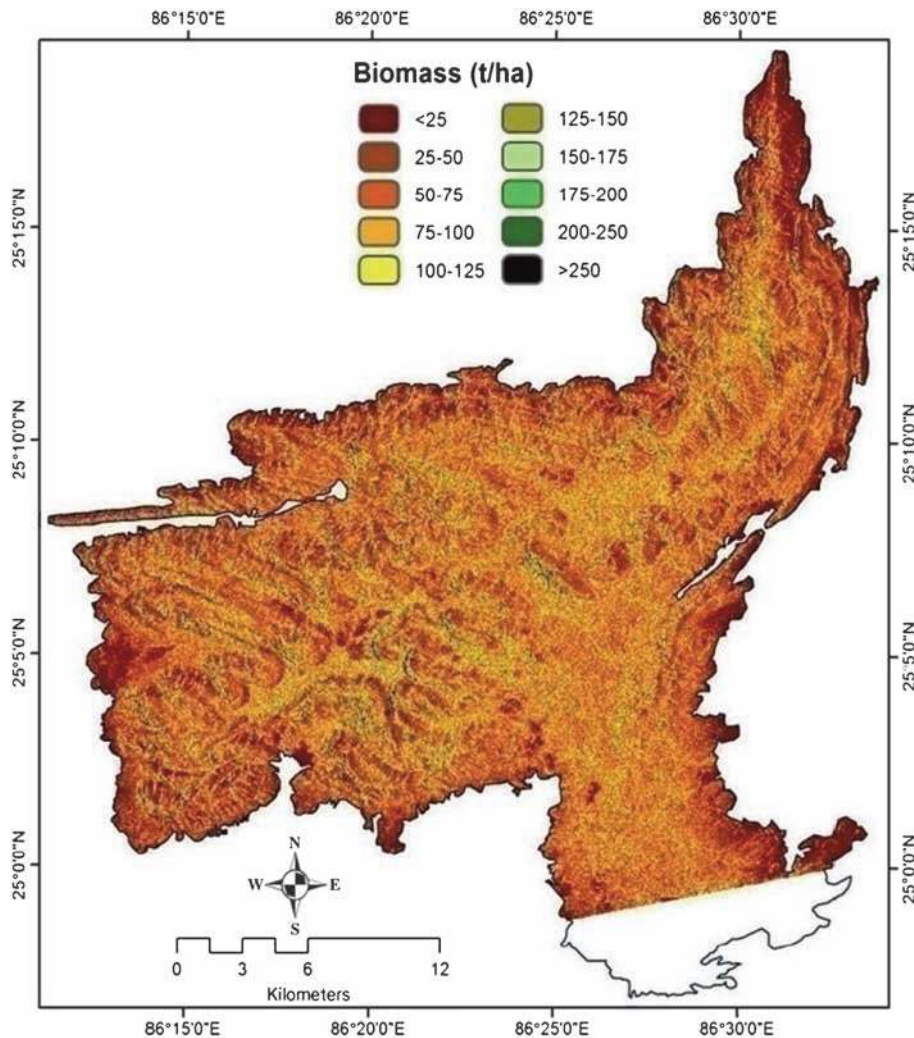 86°15'0"E 86°20'0"E 86°25'0"E 86°30'0"E
Biomass (t/ha)
<25 125-150
25-50 150-175
50-75 175-200
75-100 200-250
100-125 >250
25°15'0"N 25°15'0"N
25°10'0"N 25°10'0"N
25°5'0"N 25°5'0"N
25°0'0"N 25°0'0"N
N
W E
S
0 3 6 12
Kilometers
86°15'0"E 86°20'0"E 86°25'0"E 86°30'0"E